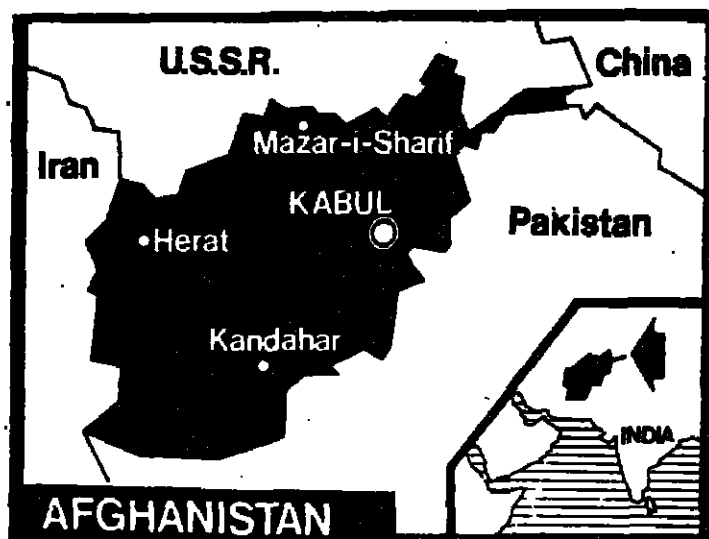 U.S.S.R.
China
Mazar-i-Sharif
Iran
KABUL
Pakistan
Herat
Kandahar
INDIA
AFGHANISTAN